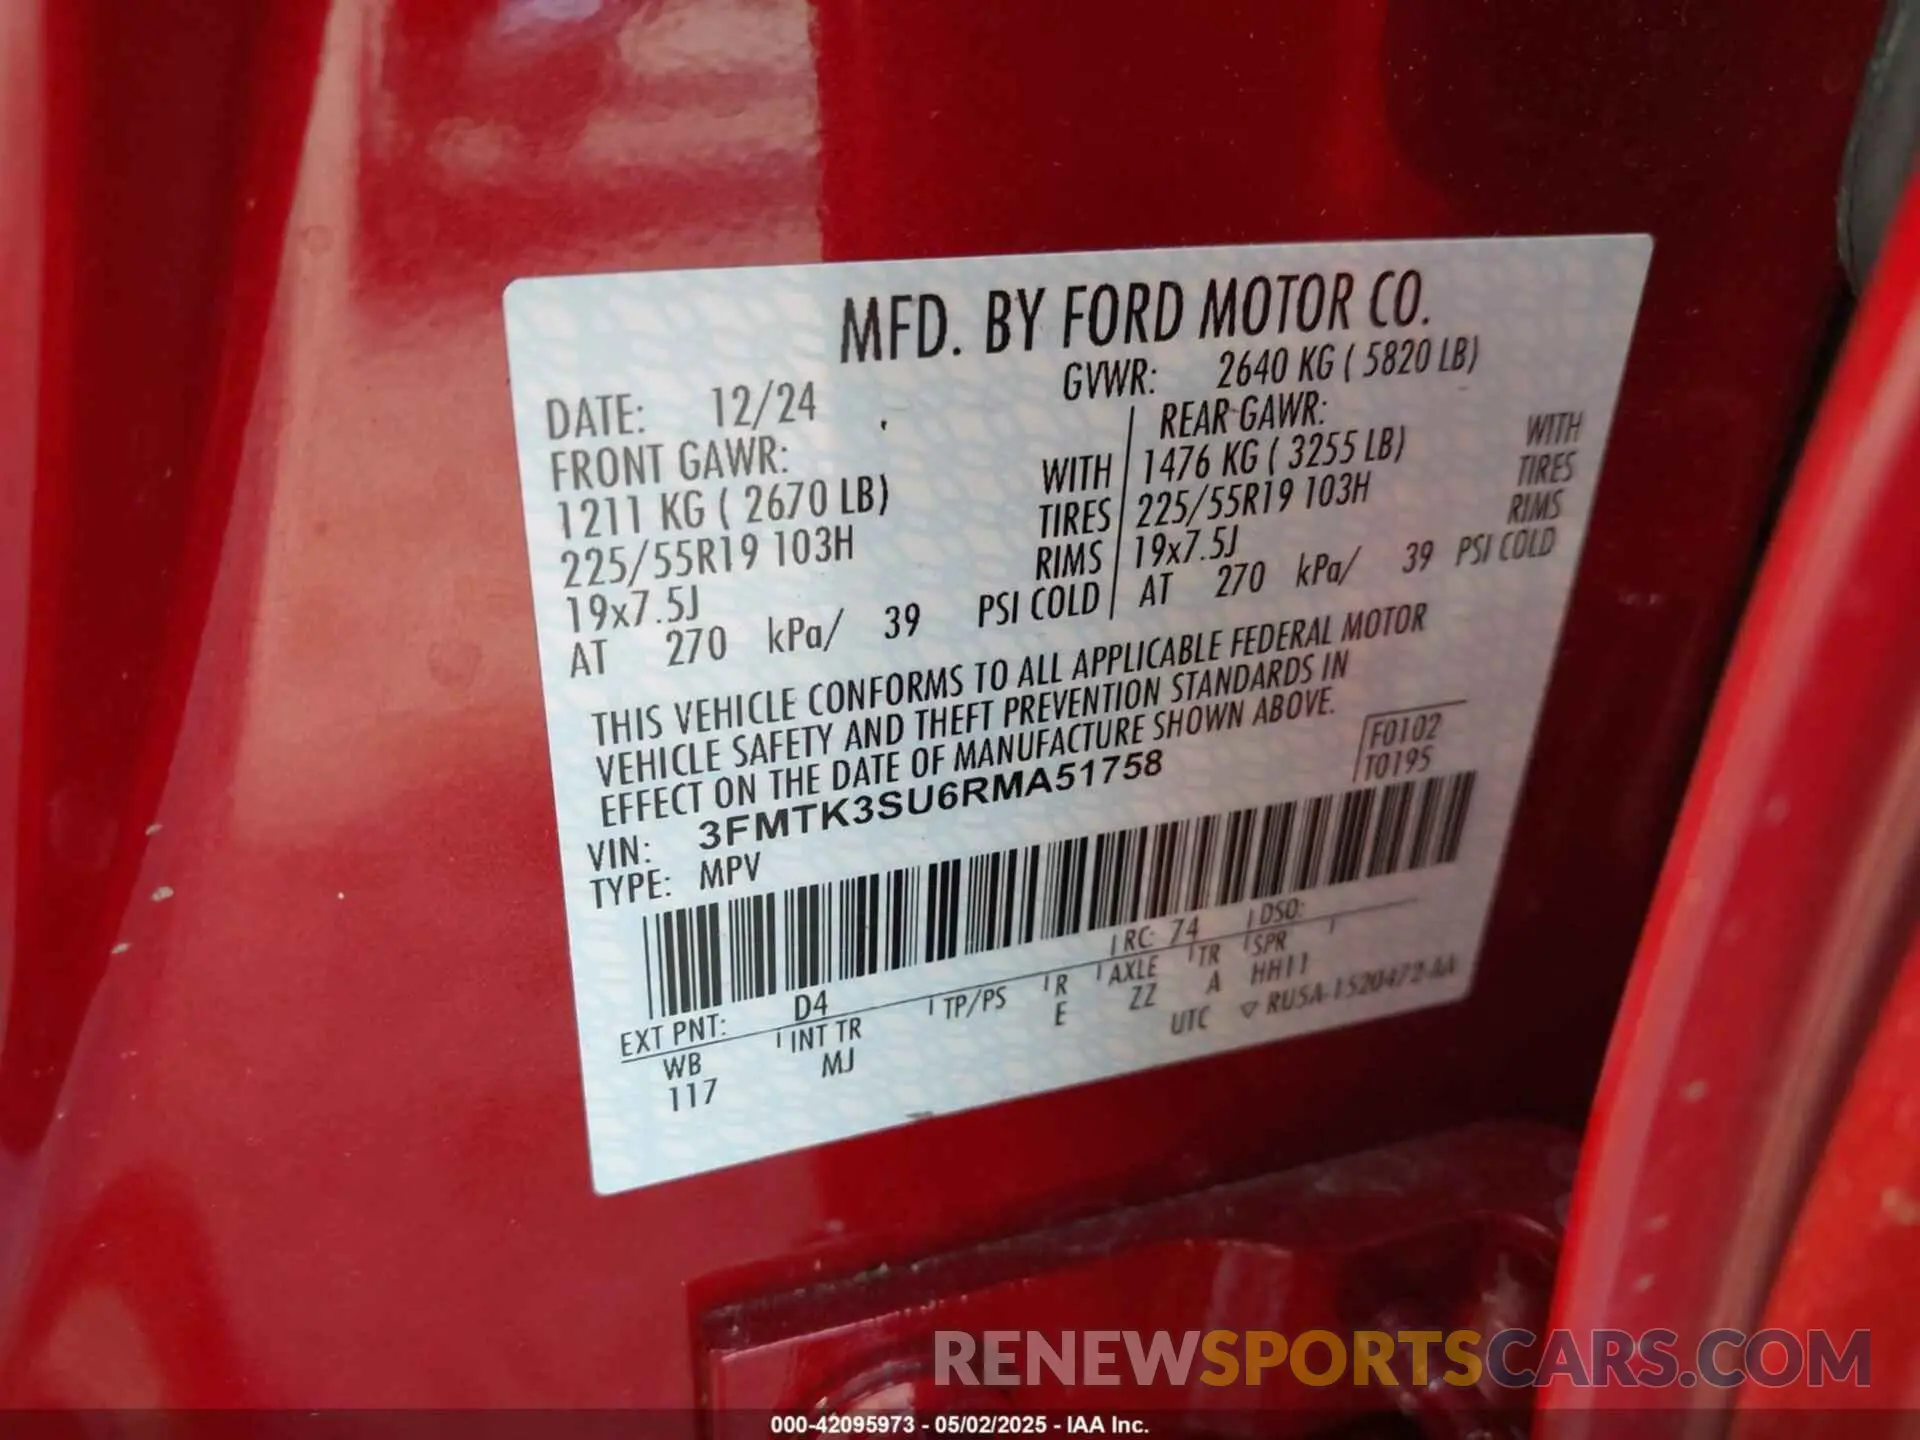 MFD. BY FORD MOTOR CO.
DATE: 12/24 GVWR: 2640 KG ( 5820 LB)
FRONT GAWR: REAR GAWR:
1211 KG ( 2670 LB) WITH 1476 KG ( 3255 LB) WITH
225/55R19 103H TIRES 225/55R19 103H TIRES
19x7.5J RIMS 19x7.5J RIMS
AT 270 kPa/ 39 PSI COLD AT 270 kPa/ 39 PSI COLD
THIS VEHICLE CONFORMS TO ALL APPLICABLE FEDERAL MOTOR
VEHICLE SAFETY AND THEFT PREVENTION STANDARDS IN
EFFECT ON THE DATE OF MANUFACTURE SHOWN ABOVE.
F0102
T0195
VIN: 3FMTK3SU6RMA51758
TYPE: MPV
EXT PNT: D4 RC: 74 DSO:
WB INT TR TP/PS R AXLE TR SPR
117 MJ E ZZ A HH11
UTC RU5A-1520472-AA
RENEWSPORTSCARS.COM
000-42095973 - 05/02/2025 - IAA Inc.